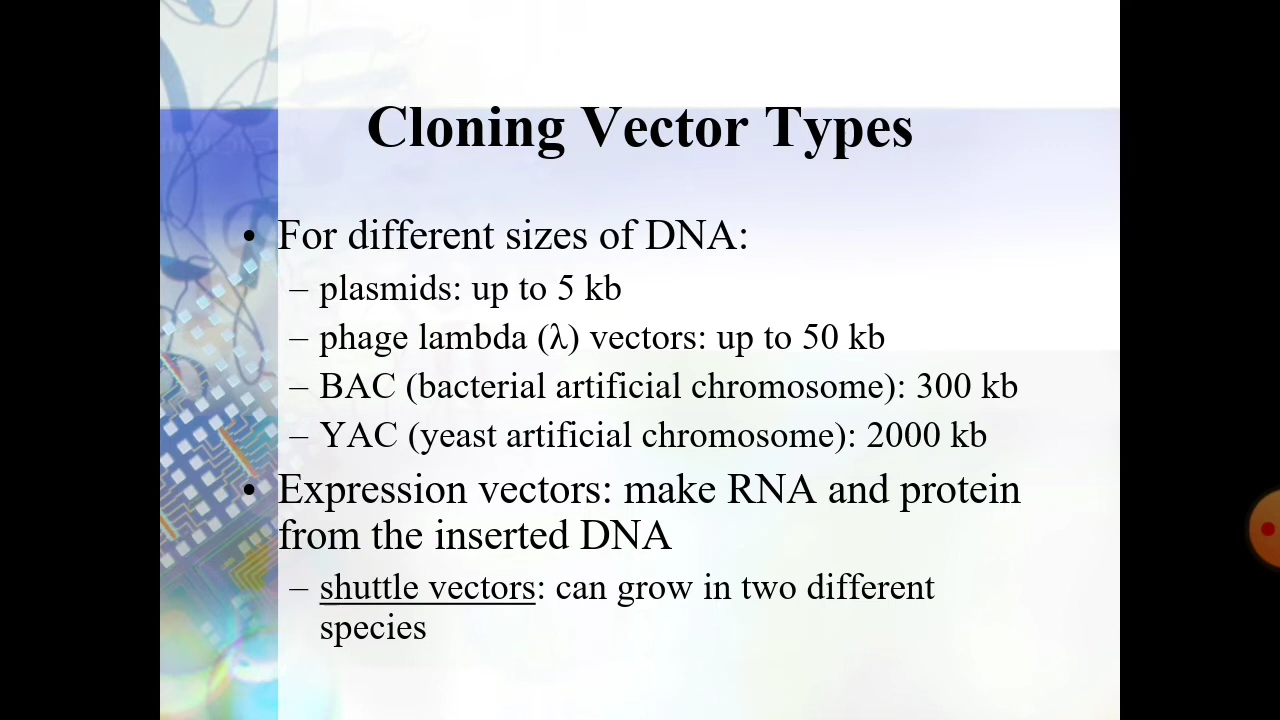 Cloning Vector Types
• For different sizes of DNA:
– plasmids: up to 5 kb
– phage lambda (λ) vectors: up to 50 kb
– BAC (bacterial artificial chromosome): 300 kb
– YAC (yeast artificial chromosome): 2000 kb
• Expression vectors: make RNA and protein
from the inserted DNA
– shuttle vectors: can grow in two different
species